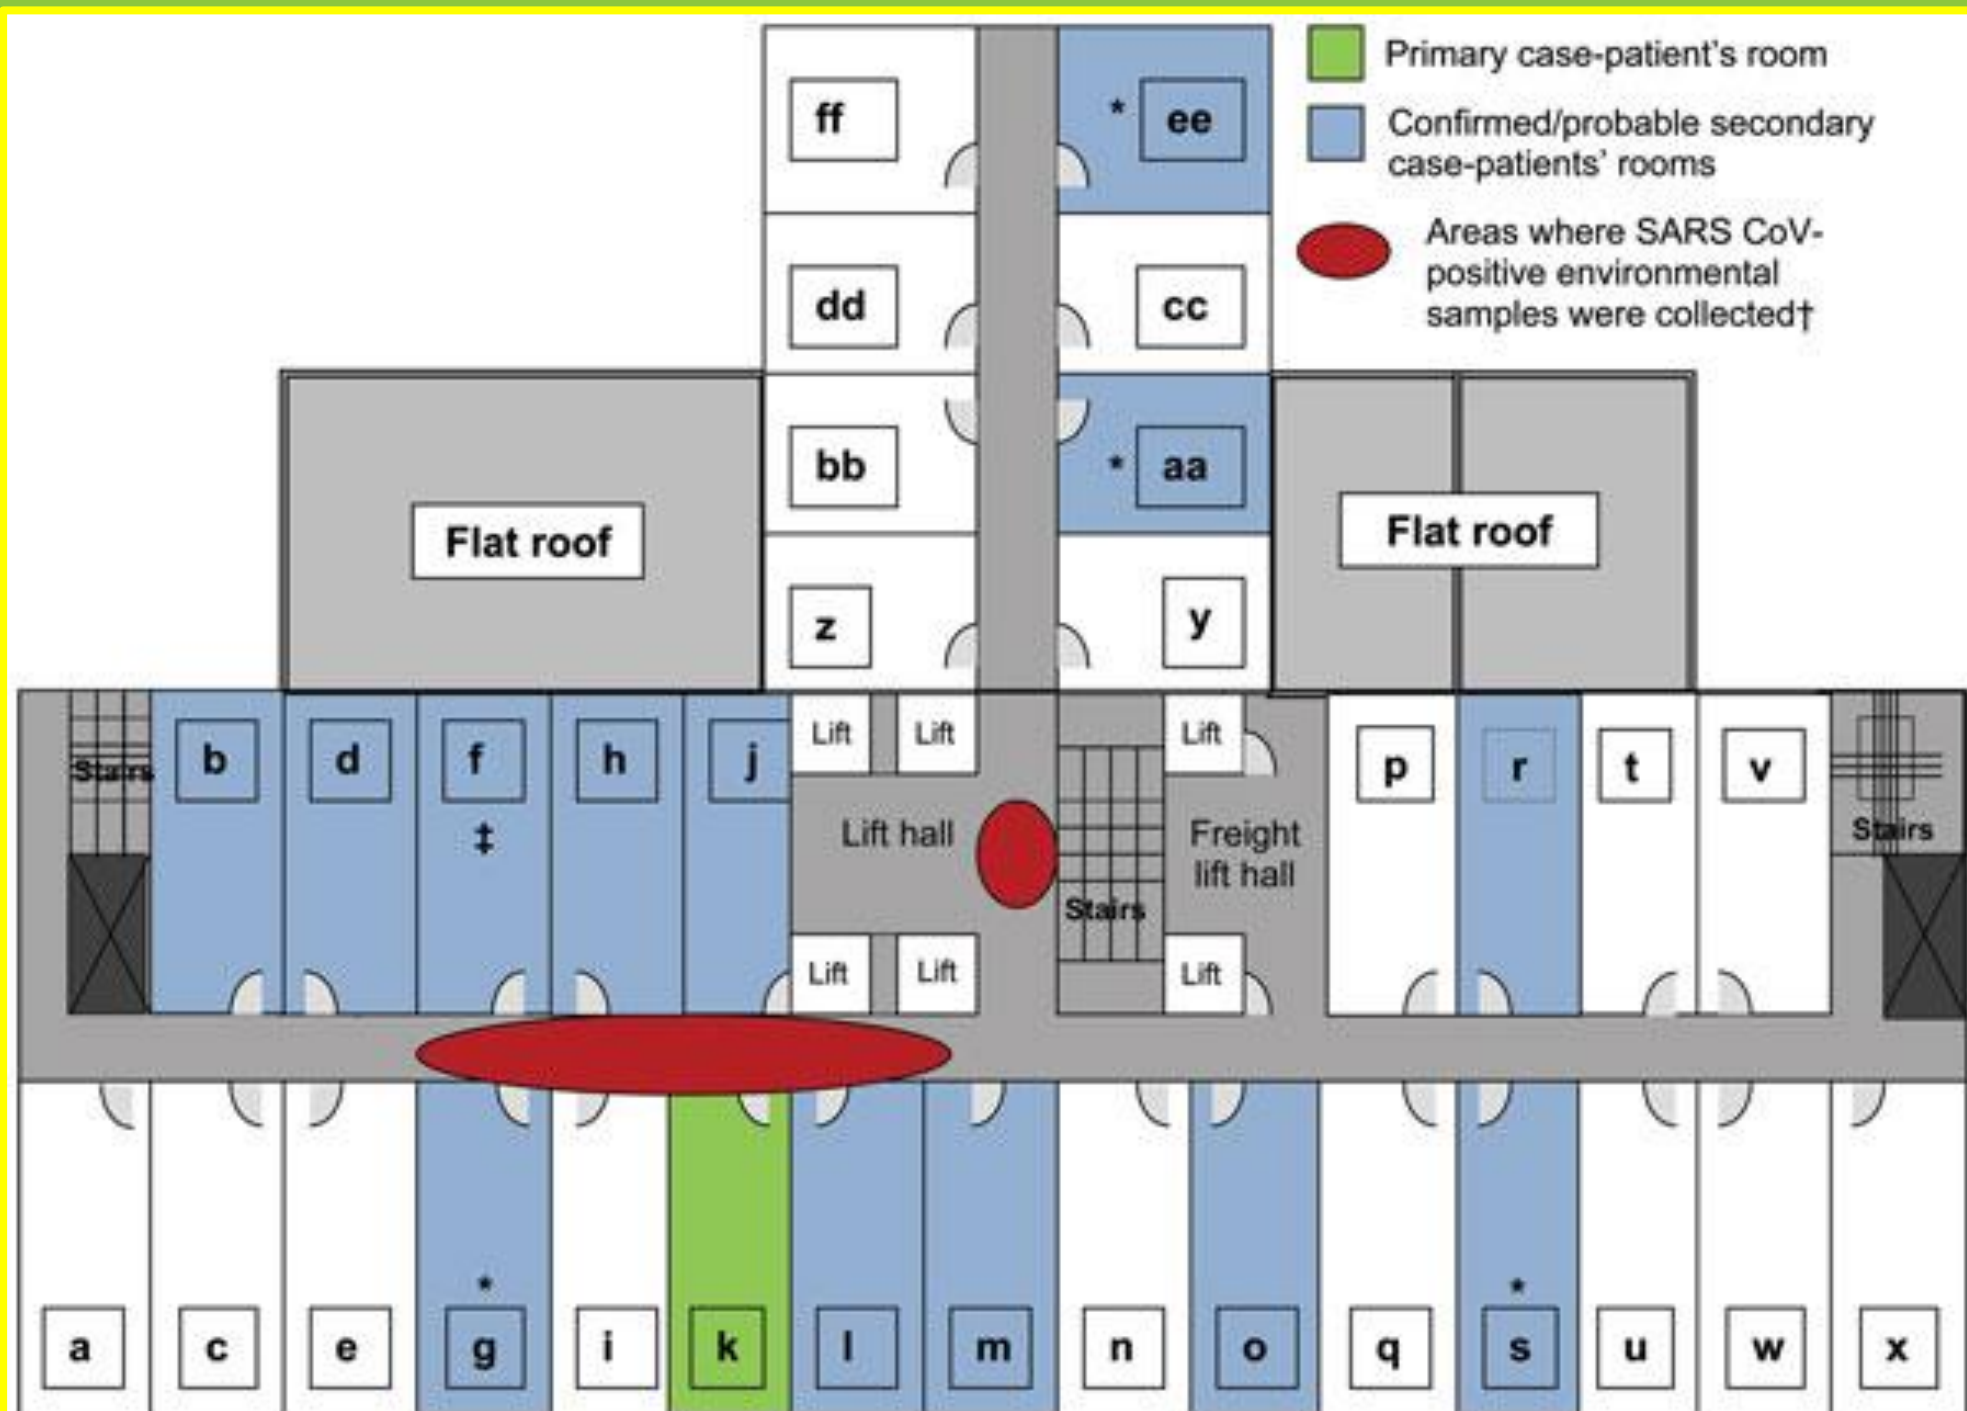 Primary case-patient's room
Confirmed/probable secondary
case-patients' rooms
Areas where SARS CoV-
positive environmental
samples were collected†
ff
* ee
dd
cc
bb
* aa
Flat roof
Flat roof
z
y
Stairs
b
d
f
h
j
Lift
Lift
Lift
p
r
t
v
Stairs
‡
Lift hall
Freight
lift hall
Stairs
Lift
Lift
Lift
*
*
a
c
e
g
i
k
l
m
n
o
q
s
u
w
x